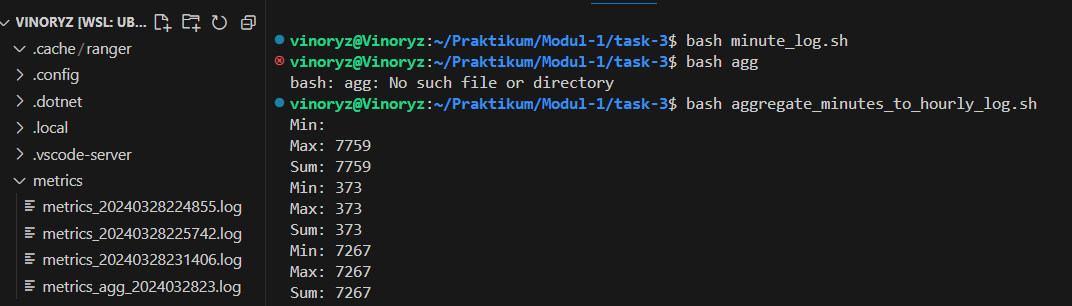 VINORYZ [WSL: UB...
.cache/ranger
.config
.dotnet
.local
.vscode-server
metrics
metrics_20240328224855.log
metrics_20240328225742.log
metrics_20240328231406.log
metrics_agg_2024032823.log
vinoryz@Vinoryz:~/Praktikum/Modul-1/task-3$ bash minute_log.sh
vinoryz@Vinoryz:~/Praktikum/Modul-1/task-3$ bash agg
bash: agg: No such file or directory
vinoryz@Vinoryz:~/Praktikum/Modul-1/task-3$ bash aggregate_minutes_to_hourly_log.sh
Min:
Max: 7759
Sum: 7759
Min: 373
Max: 373
Sum: 373
Min: 7267
Max: 7267
Sum: 7267